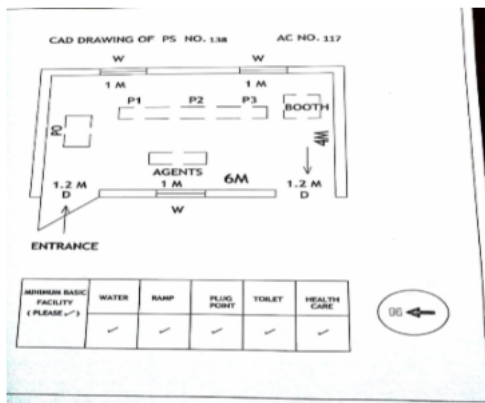 CAD DRAWING OF PS NO. 138 AC NO. 117
W W
1 M 1 M
P1 P2 P3
BOOTH
PO
4M
AGENTS
1.2 M 1 M 6M 1.2 M
D W D
ENTRANCE
MINIMUM BASIC FACILITY (PLEASE ✓) WATER RAMP PLUG POINT TOILET HEALTH CARE
✓ ✓ ✓ ✓ ✓